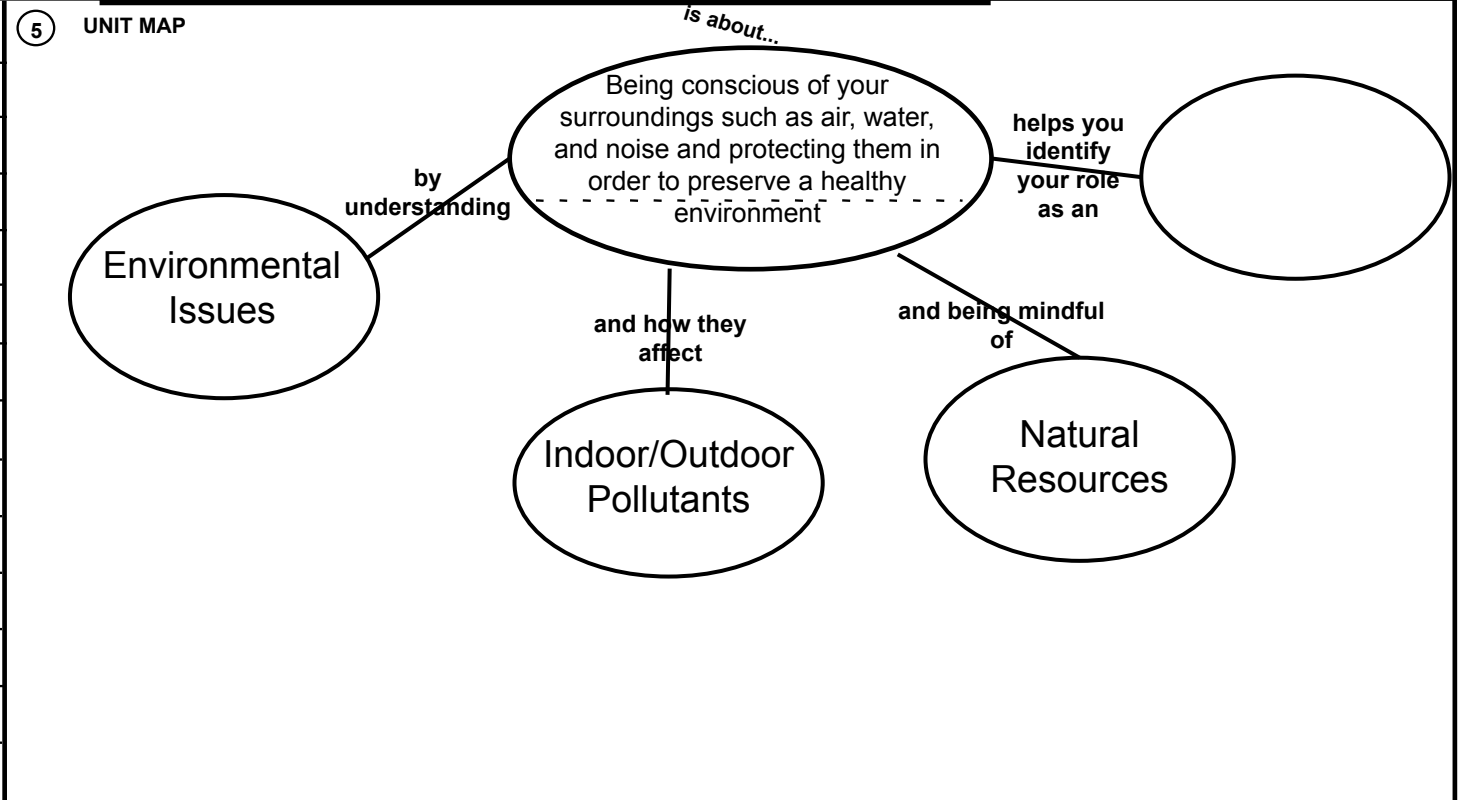 5 UNIT MAP
is about...
Being conscious of your
surroundings such as air, water,
and noise and protecting them in
order to preserve a healthy
environment
by
understanding
Environmental
Issues
and how they
affect
Indoor/Outdoor
Pollutants
and being mindful
of
Natural
Resources
helps you
identify
your role
as an